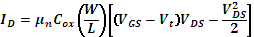 I_D = μ_n C_ox (W/L) [(V_GS − V_t)V_DS − V_DS^2/2]